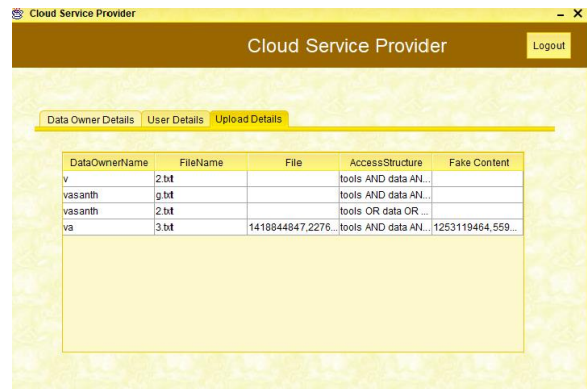 Cloud Service Provider
Cloud Service Provider
Logout
Data Owner Details User Details Upload Details
DataOwnerName FileName File AccessStructure Fake Content
v 2.txt tools AND data AN...
vasanth g.txt tools AND data AN...
vasanth 2.txt tools OR data OR ...
va 3.txt 1418844847,2276... tools AND data AN... 1253119464,559...